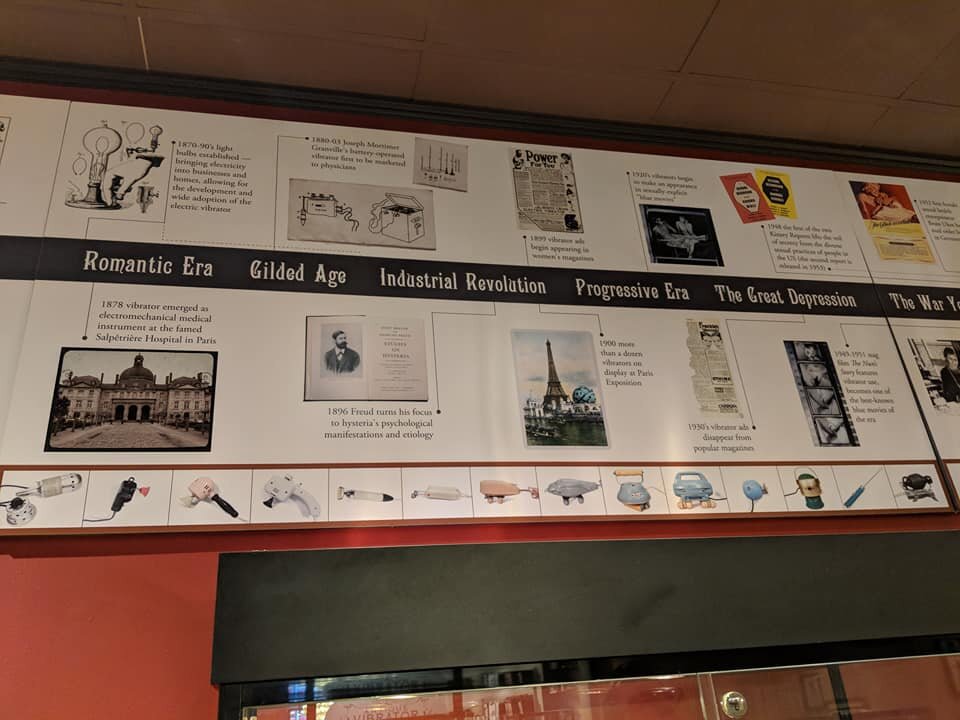 1870-90's light
bulbs established —
bringing electricity
into businesses and
homes, allowing for
the development and
wide adoption of the
electric vibrator
1880-03 Joseph Mortimer
Granville's battery-operated
vibrator first to be marketed
to physicians
Power
For You
1899 vibrator ads
begin appearing in
women's magazines
1920's vibrators begin
to make an appearance
in sexually-explicit
"blue movies"
1948 the first of the two
Kinsey Reports lifts the veil
of secrecy from the diverse
sexual practices of people in
the US (the second report is
released in 1953)
Romantic Era
Gilded Age
Industrial Revolution
Progressive Era
The Great Depression
The War Ye
1878 vibrator emerged as
electromechanical medical
instrument at the famed
Salpêtrière Hospital in Paris
STUDIES
ON
HYSTERIA
1896 Freud turns his focus
to hysteria's psychological
manifestations and etiology
1900 more
than a dozen
vibrators on
display at Paris
Exposition
1930's vibrator ads
disappear from
popular magazines
1949-1951 stag
film The Nun's
Story features
vibrator use,
becomes one of
the best-known
blue movies of
the era
VIBRATOR